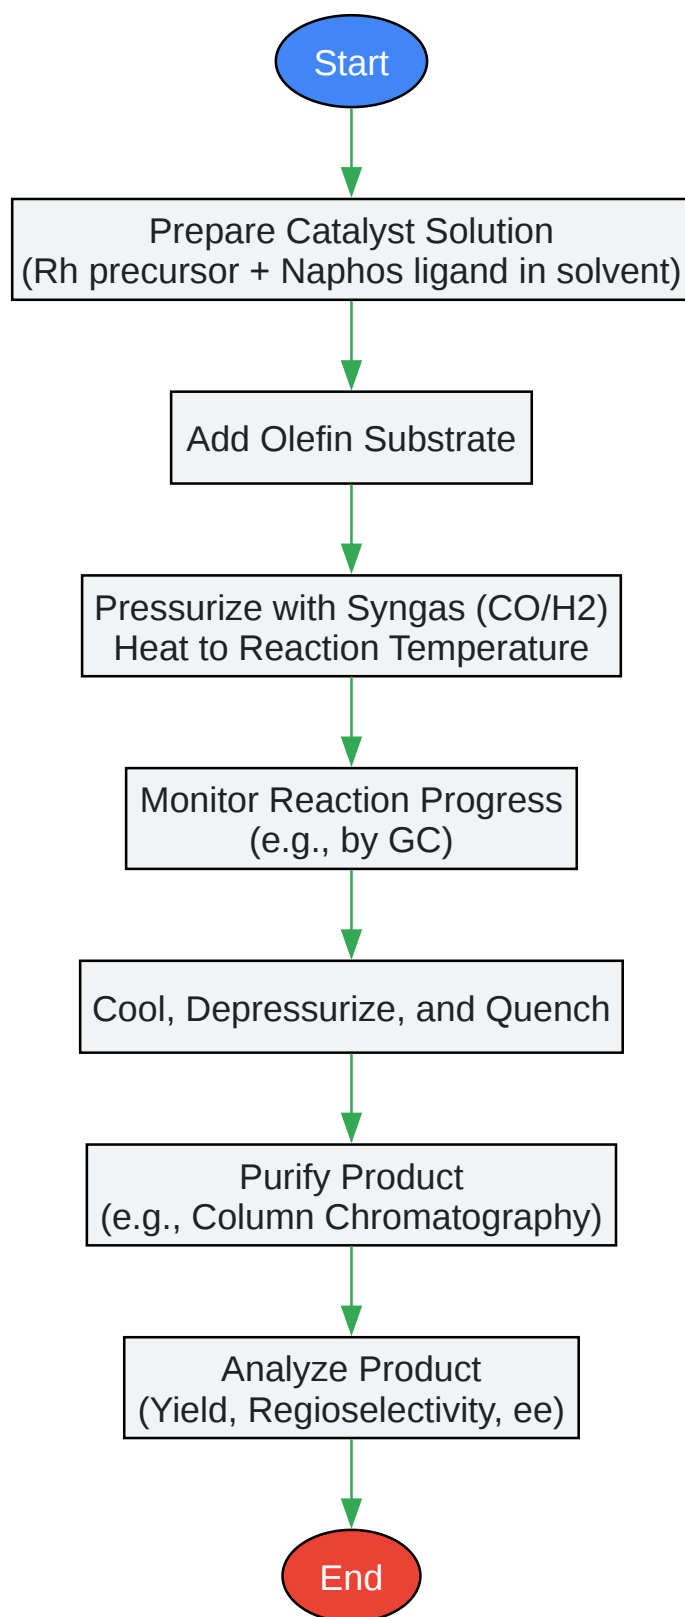 Start
Prepare Catalyst Solution
(Rh precursor + Naphos ligand in solvent)
Add Olefin Substrate
Pressurize with Syngas (CO/H2)
Heat to Reaction Temperature
Monitor Reaction Progress
(e.g., by GC)
Cool, Depressurize, and Quench
Purify Product
(e.g., Column Chromatography)
Analyze Product
(Yield, Regioselectivity, ee)
End